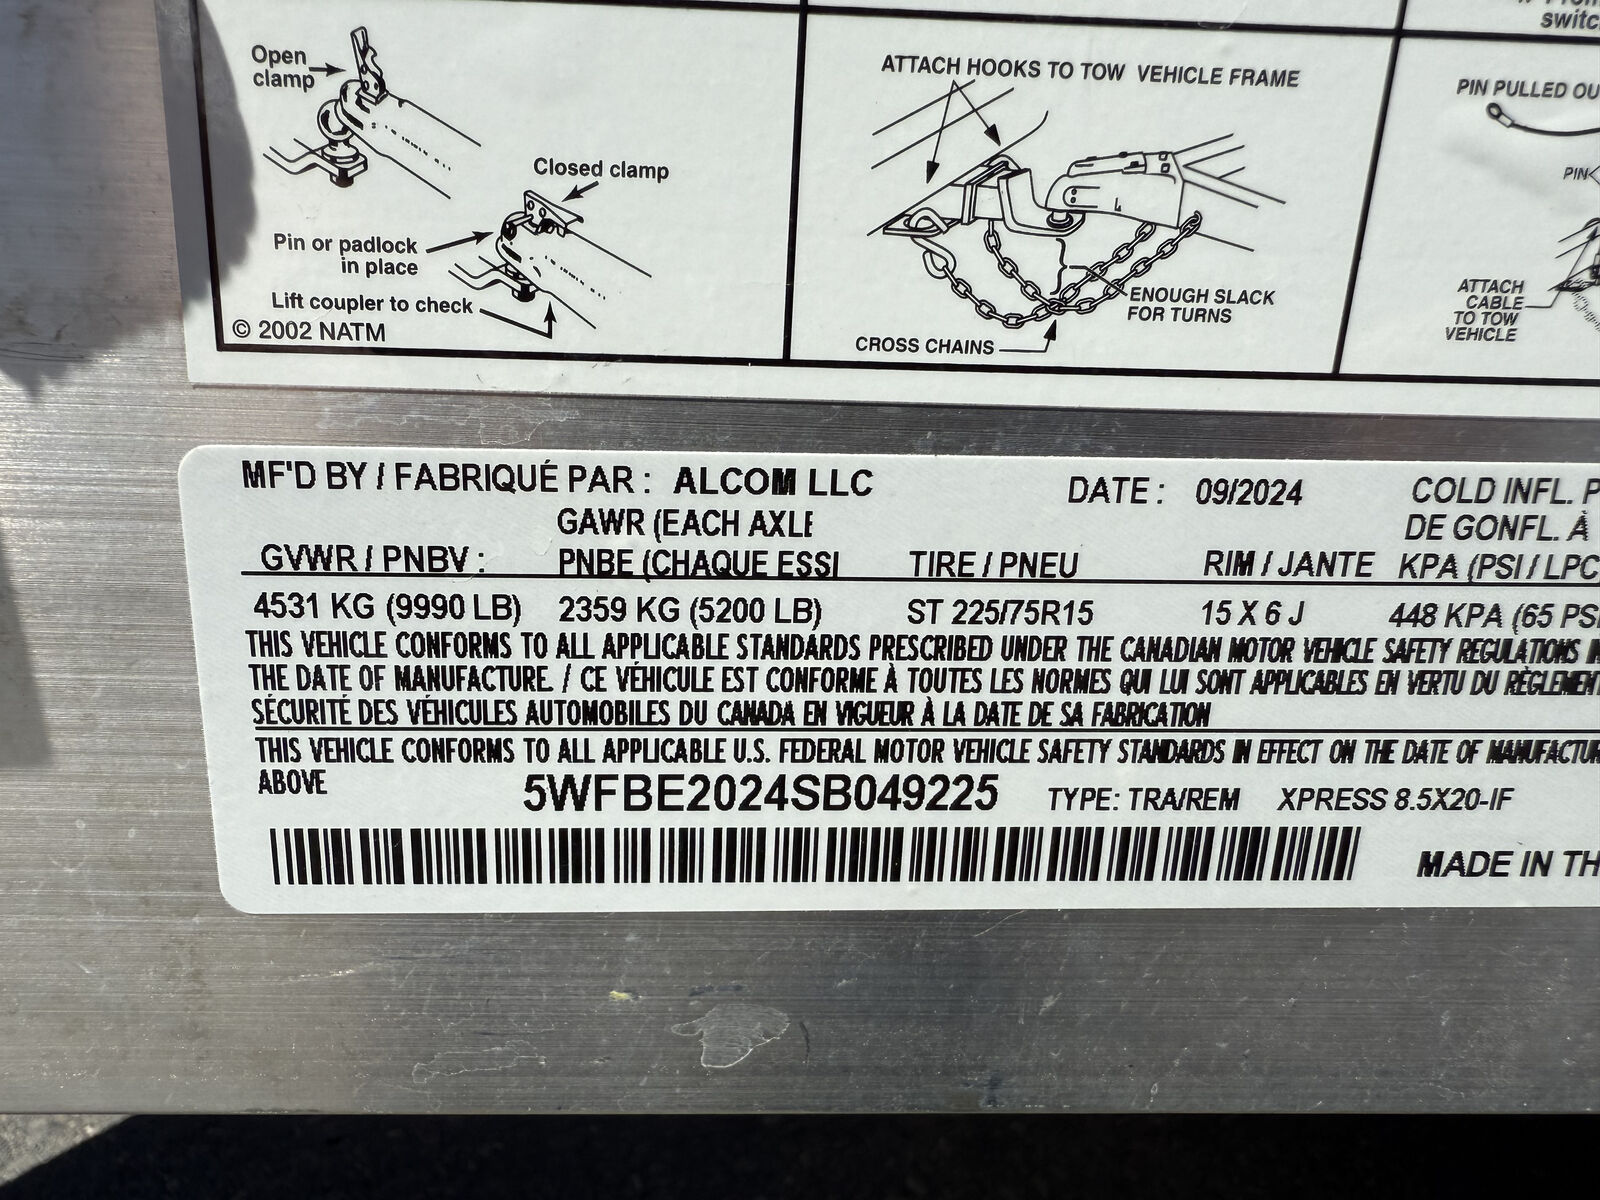 switc
Open
clamp
Closed clamp
Pin or padlock
in place
Lift coupler to check
© 2002 NATM
ATTACH HOOKS TO TOW VEHICLE FRAME
ENOUGH SLACK
FOR TURNS
CROSS CHAINS
PIN PULLED OU
PIN
ATTACH
CABLE
TO TOW
VEHICLE
MF'D BY / FABRIQUÉ PAR : ALCOM LLC DATE : 09/2024 COLD INFL. P
GAWR (EACH AXLE DE GONFL. À
GVWR / PNBV : PNBE (CHAQUE ESSI TIRE / PNEU RIM / JANTE KPA (PSI / LPC
4531 KG (9990 LB) 2359 KG (5200 LB) ST 225/75R15 15 X 6 J 448 KPA (65 PSI
THIS VEHICLE CONFORMS TO ALL APPLICABLE STANDARDS PRESCRIBED UNDER THE CANADIAN MOTOR VEHICLE SAFETY REGULATIONS IN
THE DATE OF MANUFACTURE. / CE VÉHICULE EST CONFORME À TOUTES LES NORMES QUI LUI SONT APPLICABLES EN VERTU DU RÈGLEMENT
SÉCURITÉ DES VÉHICULES AUTOMOBILES DU CANADA EN VIGUEUR À LA DATE DE SA FABRICATION
THIS VEHICLE CONFORMS TO ALL APPLICABLE U.S. FEDERAL MOTOR VEHICLE SAFETY STANDARDS IN EFFECT ON THE DATE OF MANUFACTUR
ABOVE 5WFBE2024SB049225 TYPE: TRA/REM XPRESS 8.5X20-IF
MADE IN TH